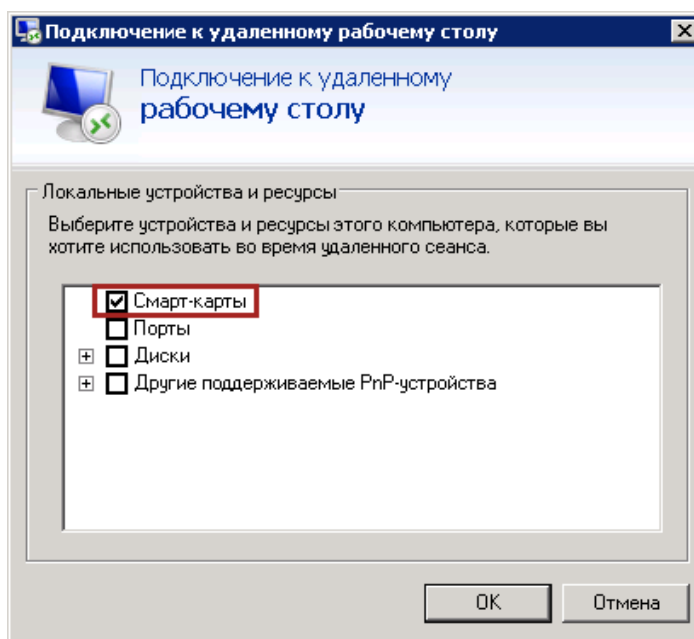 Подключение к удаленному рабочему столу
Подключение к удаленному
рабочему столу
Локальные устройства и ресурсы
Выберите устройства и ресурсы этого компьютера, которые вы
хотите использовать во время удаленного сеанса.
Смарт-карты
Порты
Диски
Другие поддерживаемые PnP-устройства
ОК
Отмена